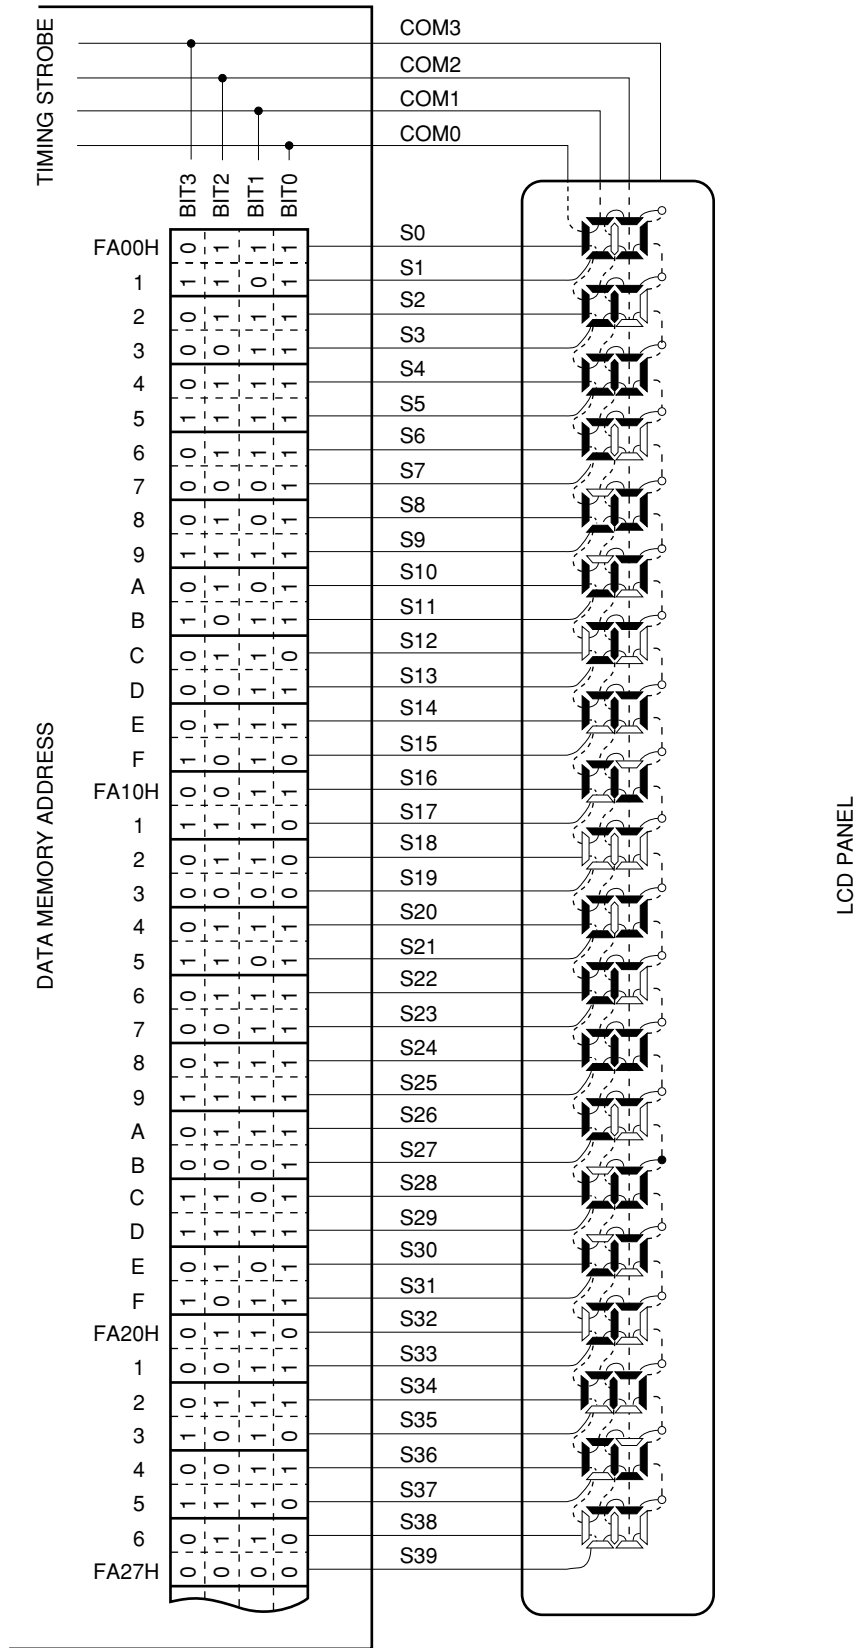 TIMING STROBE
COM3
COM2
COM1
COM0
BIT3 BIT2 BIT1 BIT0
FA00H 0 1 1 1 S0
1 1 1 0 1 S1
2 0 1 1 1 S2
3 0 0 1 1 S3
4 0 1 1 1 S4
5 1 1 1 1 S5
6 0 1 1 1 S6
7 0 0 0 1 S7
8 0 1 0 1 S8
9 1 1 1 1 S9
A 0 1 0 1 S10
B 1 0 1 1 S11
C 0 1 1 0 S12
D 0 0 1 1 S13
E 0 1 1 1 S14
F 1 0 1 0 S15
FA10H 0 0 1 1 S16
1 1 1 1 0 S17
2 0 1 1 0 S18
3 0 0 0 0 S19
4 0 1 1 1 S20
5 1 1 0 1 S21
6 0 1 1 1 S22
7 0 0 1 1 S23
8 0 1 1 1 S24
9 1 1 1 1 S25
A 0 1 1 1 S26
B 0 0 0 1 S27
C 1 1 0 1 S28
D 1 1 1 1 S29
E 0 1 0 1 S30
F 1 0 1 1 S31
FA20H 0 1 1 0 S32
1 0 0 1 1 S33
2 0 1 1 1 S34
3 1 0 1 0 S35
4 0 0 1 1 S36
5 1 1 1 0 S37
6 0 1 1 0 S38
FA27H 0 0 0 0 S39
DATA MEMORY ADDRESS
LCD PANEL